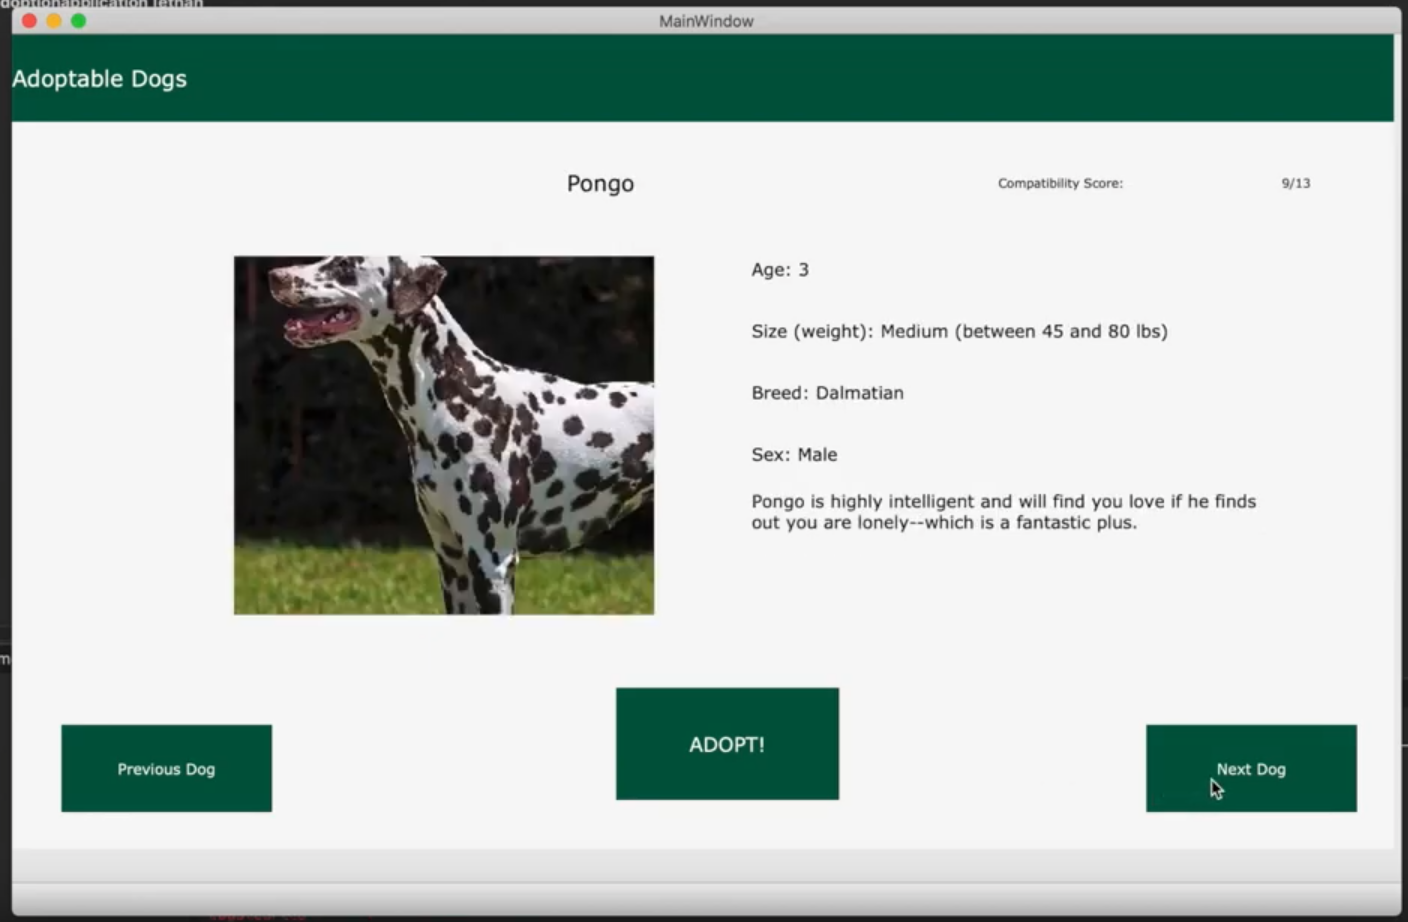 MainWindow
Adoptable Dogs
Pongo
Compatibility Score: 9/13
Age: 3
Size (weight): Medium (between 45 and 80 lbs)
Breed: Dalmatian
Sex: Male
Pongo is highly intelligent and will find you love if he finds
out you are lonely--which is a fantastic plus.
ADOPT!
Previous Dog
Next Dog